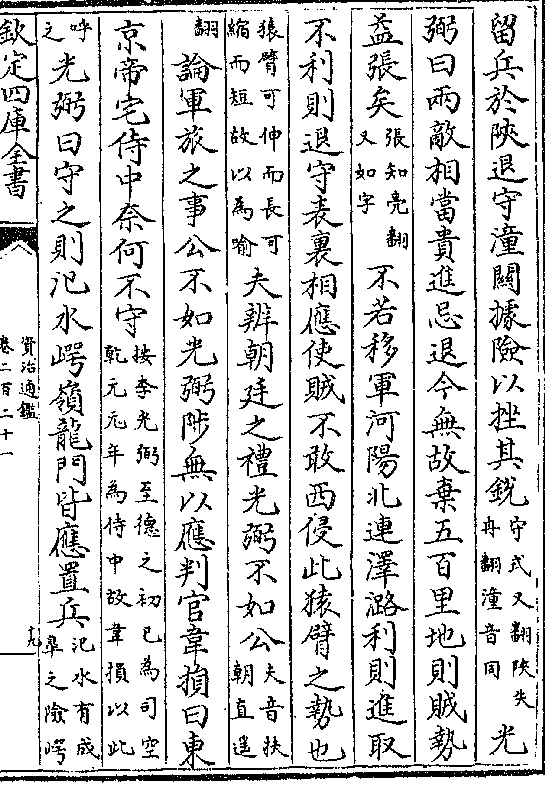 留兵於陜退守潼關據險以挫其銳守式又翻陜失冉翻潼音同光
弼曰兩敵相當貴進忌退今無故棄五百里地則賊勢
益張矣張知亮翻又如字不若移軍河陽北連澤潞利則進取
不利則退守表裏相應使賊不敢西侵此猿臂之勢也
猿臂可伸而長可縮而短故以為喻夫辨朝廷之禮光弼不如公夫音扶朝直遥
翻論軍旅之事公不如光弼陟無以應判官韋損曰東
京帝宅侍中奈何不守按李光弼至德之初已為司空乾元元年為侍中故韋損以此
呼之光弼曰守之則汜水崿嶺龍門皆應置兵汜水有成臯之險崿
欽定四庫全書
資治通鑑
卷二百二十一
十九